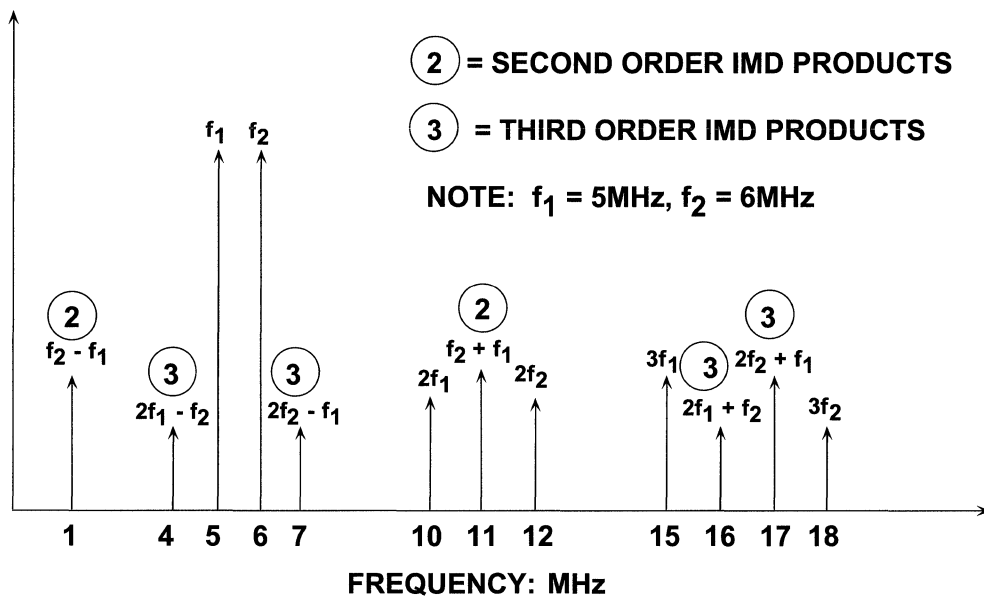 2 = SECOND ORDER IMD PRODUCTS
3 = THIRD ORDER IMD PRODUCTS
NOTE: f1 = 5MHz, f2 = 6MHz
f1 f2
2
f2 - f1
3
2f1 - f2
3
2f2 - f1
2
f2 + f1
2f1
2f2
3
2f2 + f1
3f1
3
2f1 + f2
3f2
1 4 5 6 7 10 11 12 15 16 17 18
FREQUENCY: MHz